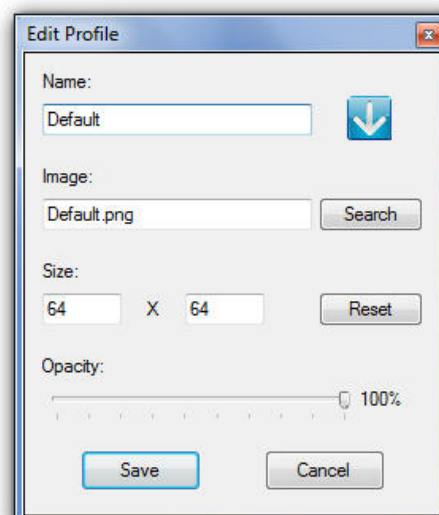 Edit Profile
Name:
Default
Image:
Default.png
Search
Size:
64 X 64
Reset
Opacity:
100%
Save
Cancel